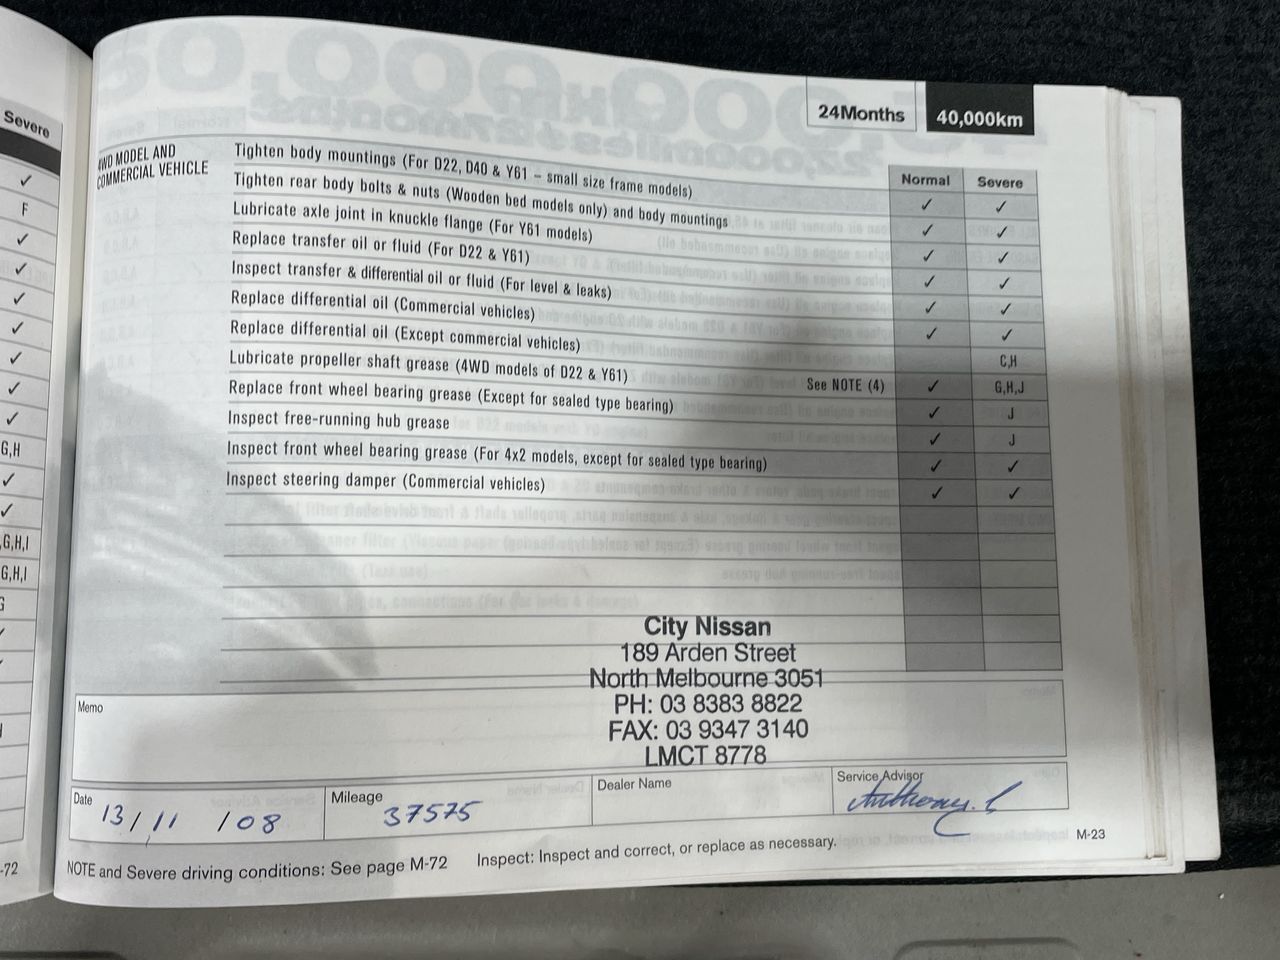 24Months 40,000km
Severe
4WD MODEL AND
COMMERCIAL VEHICLE
Normal Severe
Tighten body mountings (For D22, D40 & Y61 – small size frame models) ✓ ✓
Tighten rear body bolts & nuts (Wooden bed models only) and body mountings ✓ ✓
Lubricate axle joint in knuckle flange (For Y61 models) ✓ ✓
Replace transfer oil or fluid (For D22 & Y61) ✓ ✓
Inspect transfer & differential oil or fluid (For level & leaks) ✓ ✓
Replace differential oil (Commercial vehicles) ✓ ✓
Replace differential oil (Except commercial vehicles) C,H
Lubricate propeller shaft grease (4WD models of D22 & Y61) See NOTE (4) ✓ G,H,J
Replace front wheel bearing grease (Except for sealed type bearing) ✓ J
Inspect free-running hub grease ✓ J
Inspect front wheel bearing grease (For 4x2 models, except for sealed type bearing) ✓ ✓
Inspect steering damper (Commercial vehicles) ✓ ✓
✓
F
✓
✓
✓
✓
✓
✓
✓
G,H
✓
✓
,G,H,I
G,H,I
City Nissan
189 Arden Street
North Melbourne 3051
PH: 03 8383 8822
FAX: 03 9347 3140
LMCT 8778
Memo
Date 13/11/08
Mileage 37575
Dealer Name
Service Advisor Anthony. C
NOTE and Severe driving conditions: See page M-72
Inspect: Inspect and correct, or replace as necessary.
M-23
-72